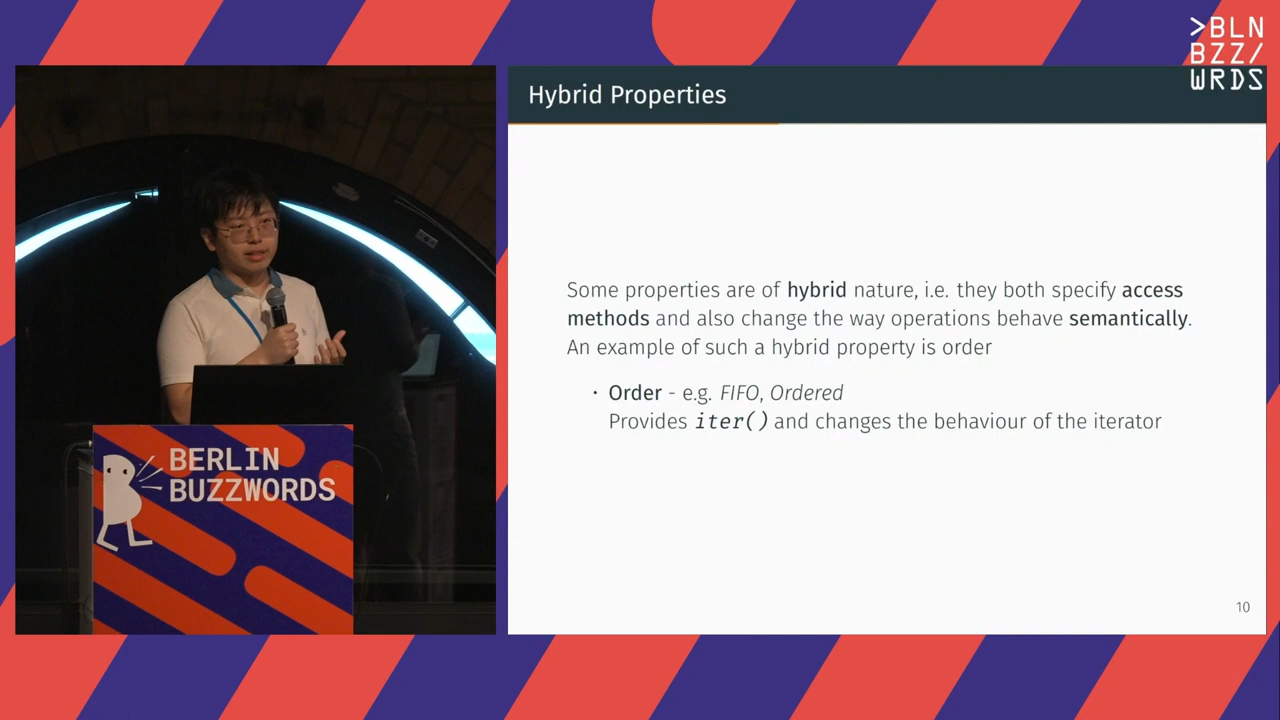 >BLN
BZZ/
WRDS
Hybrid Properties
Some properties are of hybrid nature, i.e. they both specify access
methods and also change the way operations behave semantically.
An example of such a hybrid property is order
· Order - e.g. FIFO, Ordered
Provides iter() and changes the behaviour of the iterator
10
BERLIN
BUZZWORDS